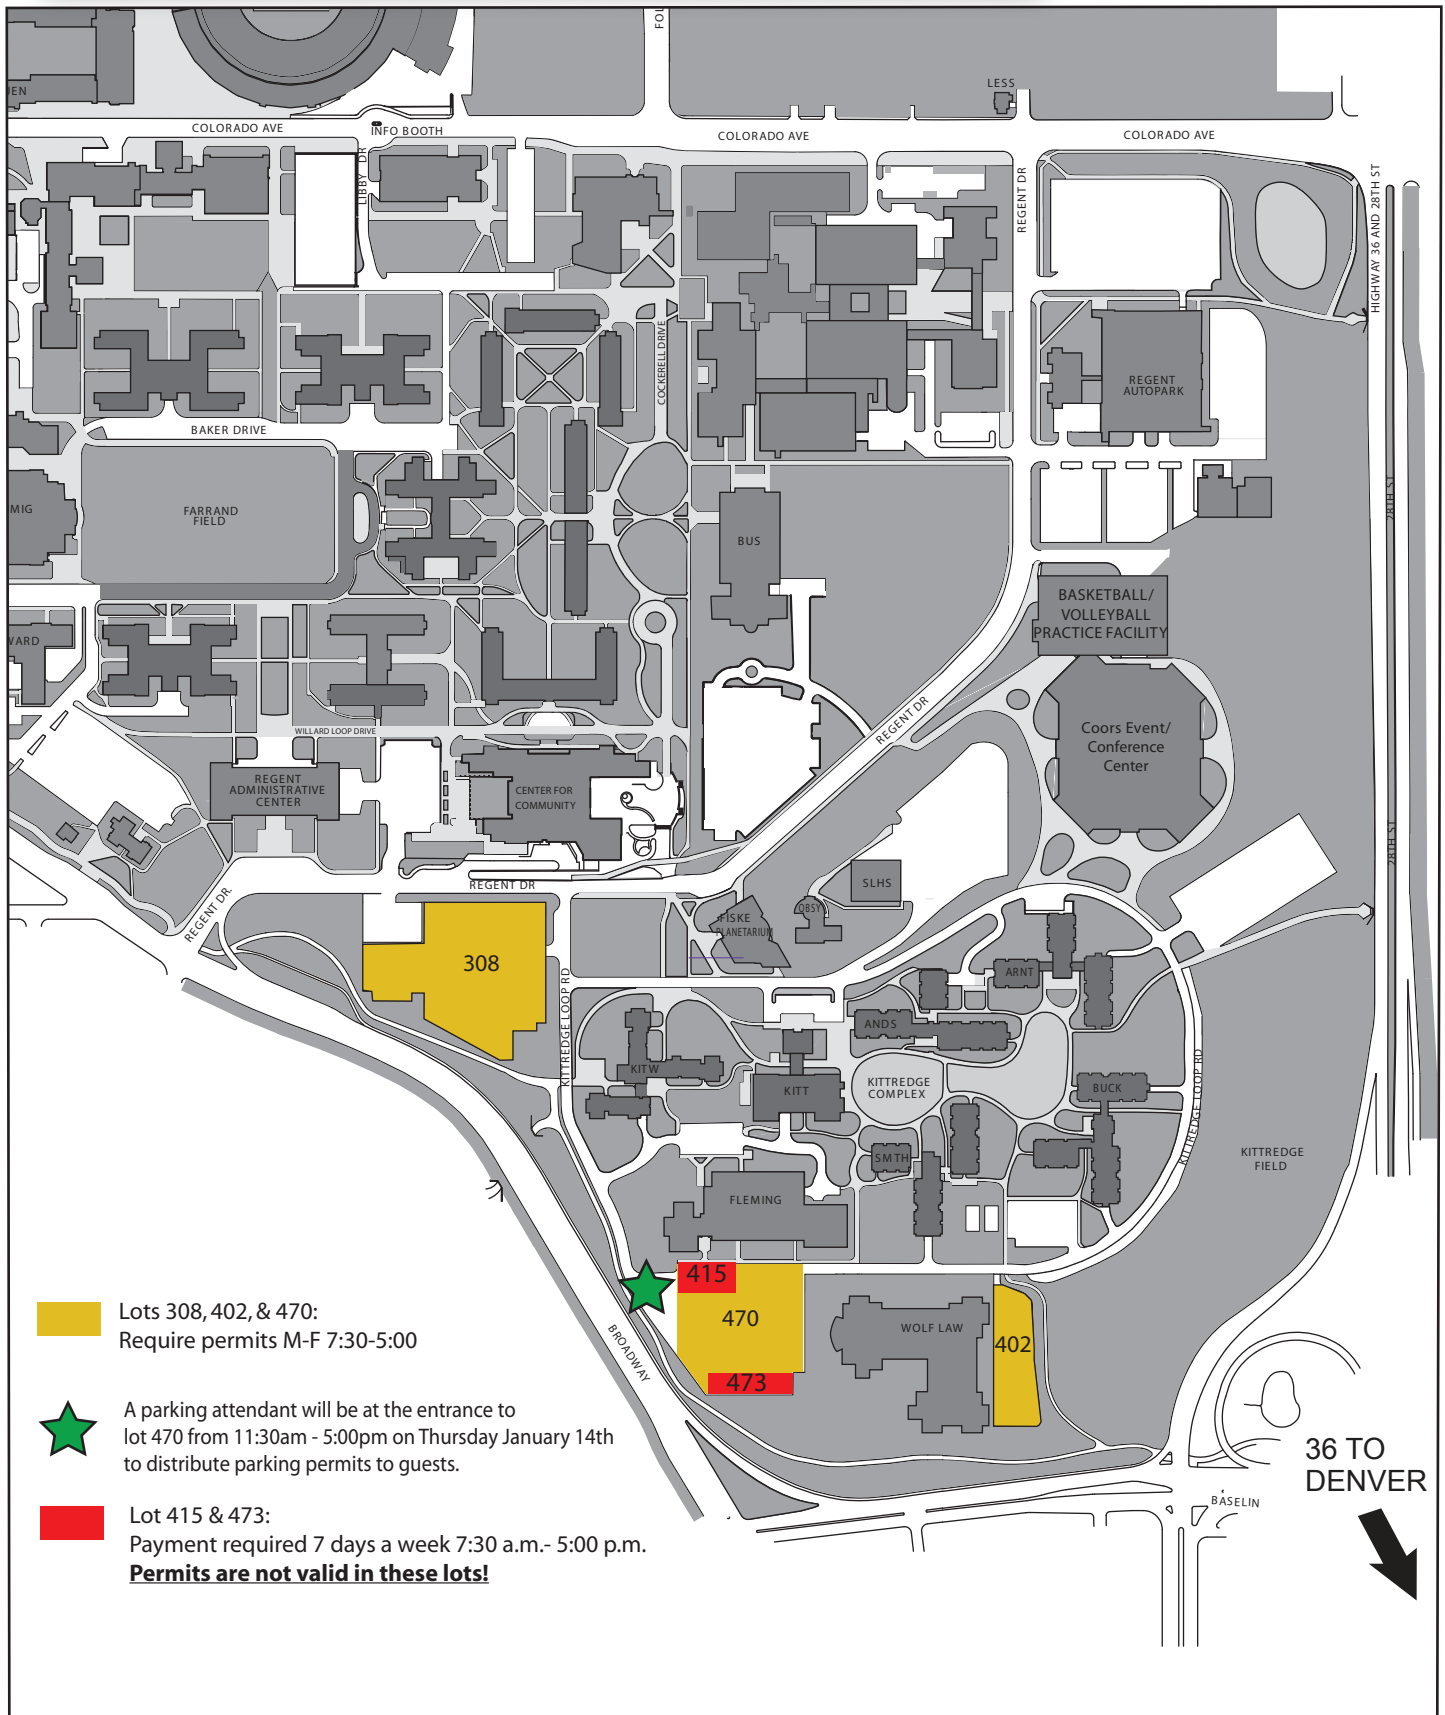 FOL
LESS
UEN
COLORADO AVE
INFO BOOTH
COLORADO AVE
COLORADO AVE
LIBBY DR
REGENT DR
HIGHWAY 36 AND 28TH ST
COCKERELL DRIVE
REGENT
AUTOPARK
BAKER DRIVE
MIG
FARRAND
FIELD
BUS
28TH ST
BASKETBALL/
VOLLEYBALL
PRACTICE FACILITY
WARD
WILLARD LOOP DRIVE
REGENT DR
Coors Event/
Conference
Center
REGENT
ADMINISTRATIVE
CENTER
CENTER FOR
COMMUNITY
28TH ST
REGENT DR
SLHS
REGENT DR.
OBSY
FISKE
PLANETARIUM
308
ARNT
KITTREDGE LOOP RD
ANDS
KITW
KITT
KITTREDGE
COMPLEX
BUCK
KITTREDGE LOOP RD
SMTH
KITTREDGE
FIELD
FLEMING
415
470
473
WOLF LAW
402
BROADWAY
Lots 308, 402, & 470:
Require permits M-F 7:30-5:00
A parking attendant will be at the entrance to
lot 470 from 11:30am - 5:00pm on Thursday January 14th
to distribute parking permits to guests.
Lot 415 & 473:
Payment required 7 days a week 7:30 a.m.- 5:00 p.m.
Permits are not valid in these lots!
36 TO
DENVER
BASELIN